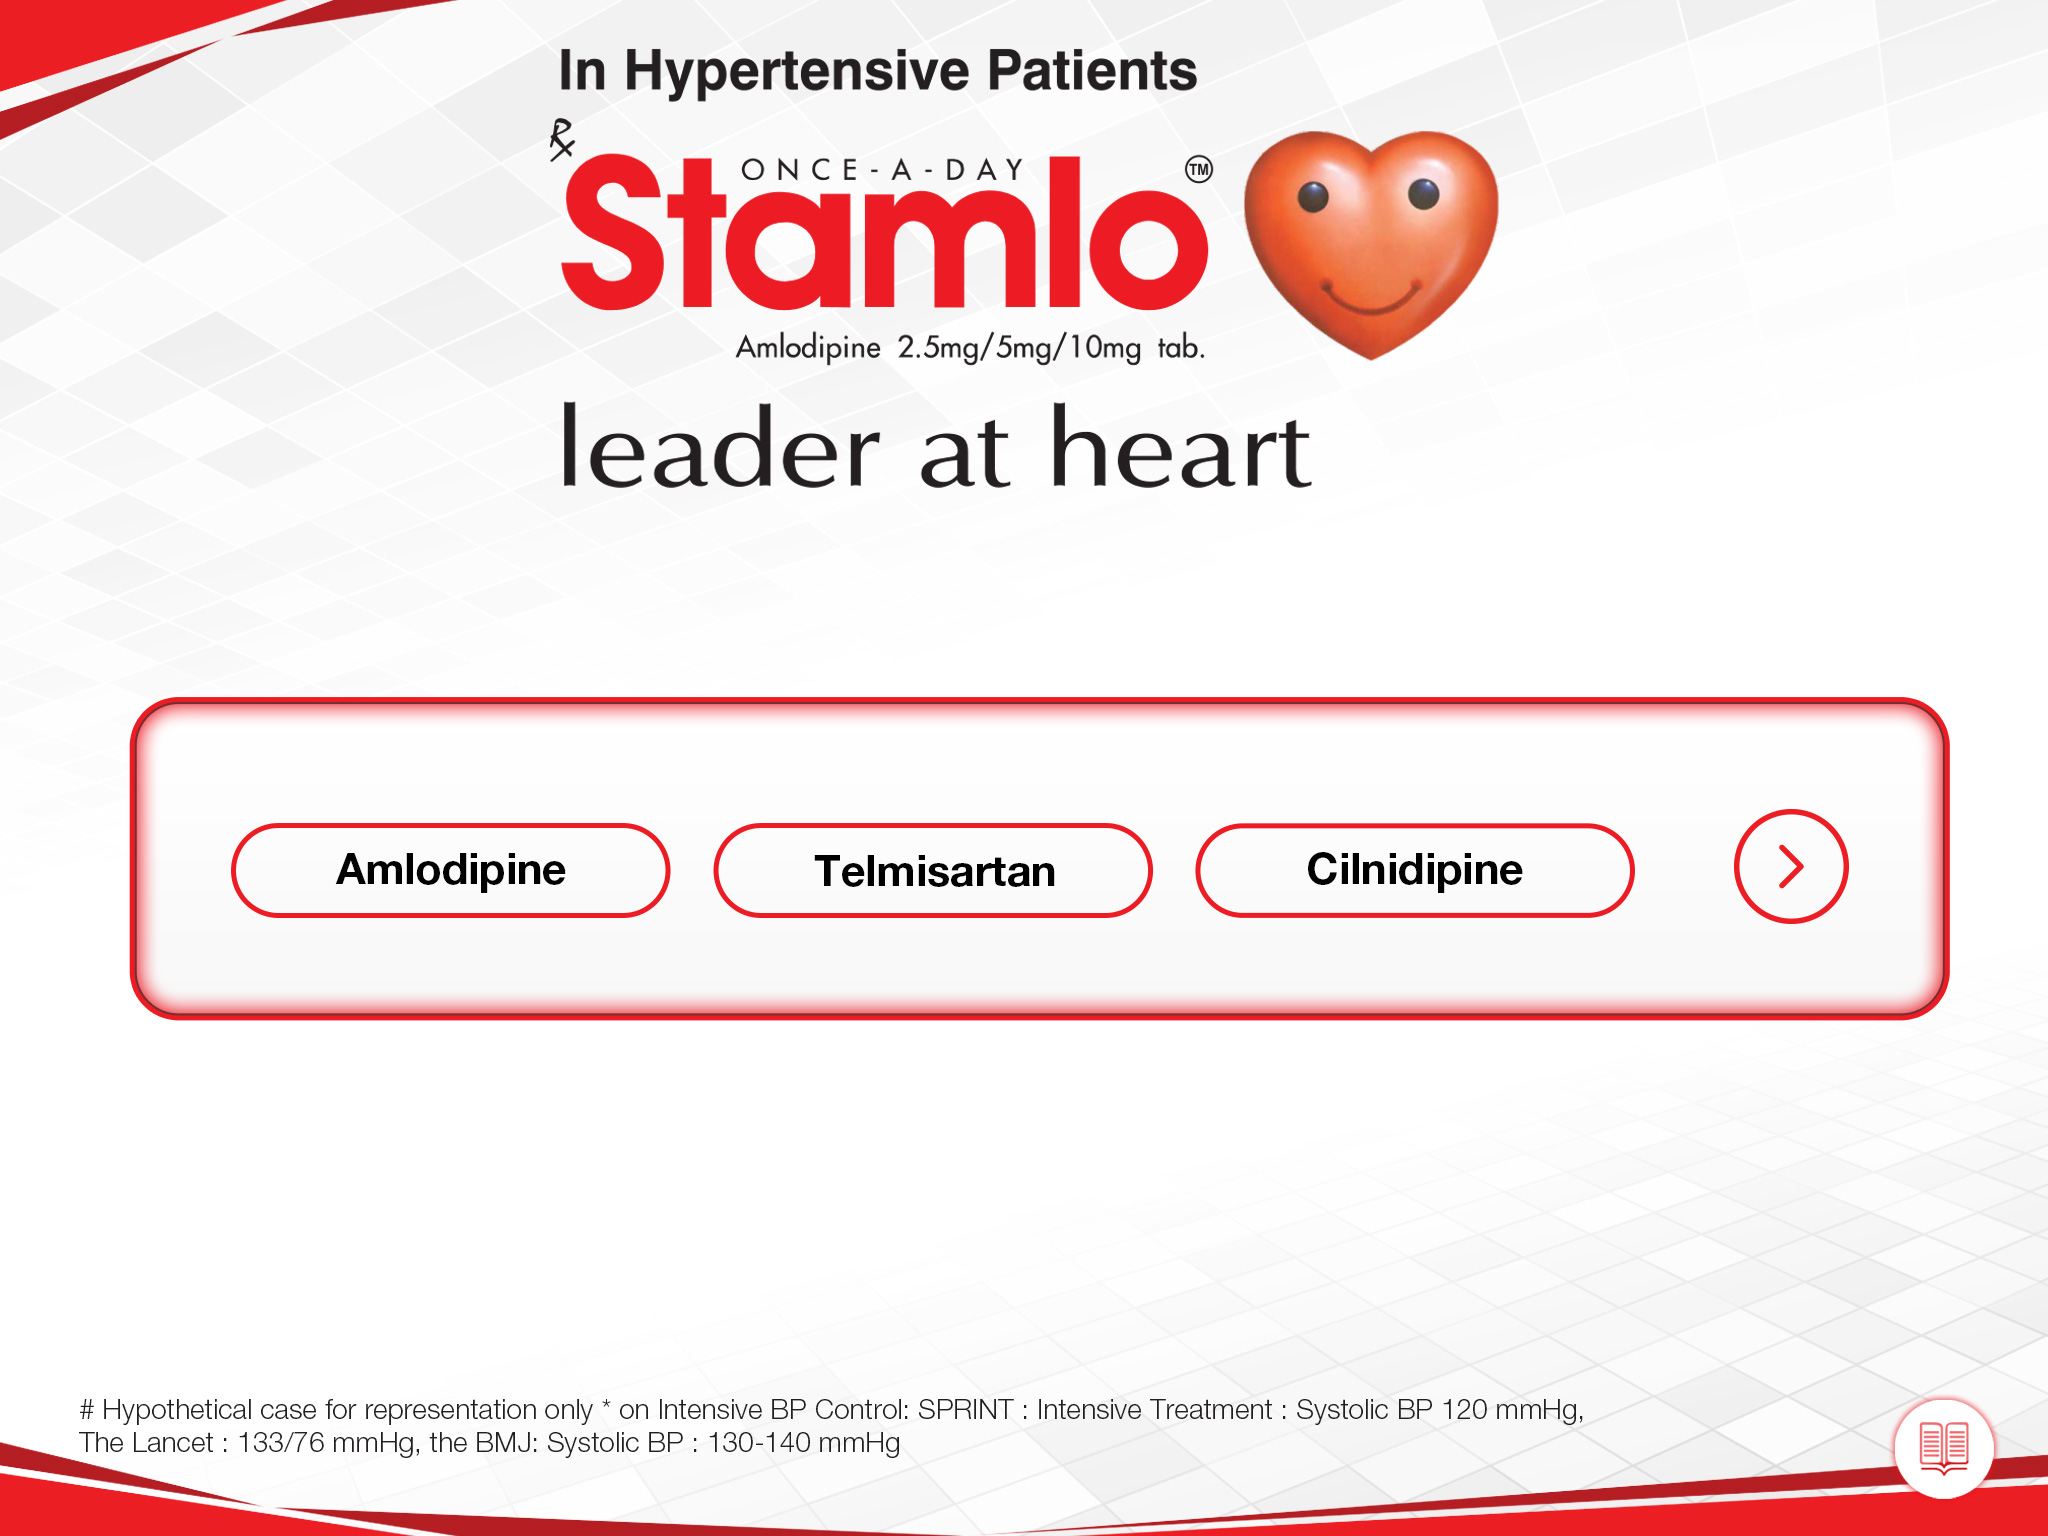 In Hypertensive Patients
℞
ONCE-A-DAY
Stamlo™
Amlodipine 2.5mg/5mg/10mg tab.
leader at heart
Amlodipine
Telmisartan
Cilnidipine
# Hypothetical case for representation only * on Intensive BP Control: SPRINT : Intensive Treatment : Systolic BP 120 mmHg,
The Lancet : 133/76 mmHg, the BMJ: Systolic BP : 130-140 mmHg